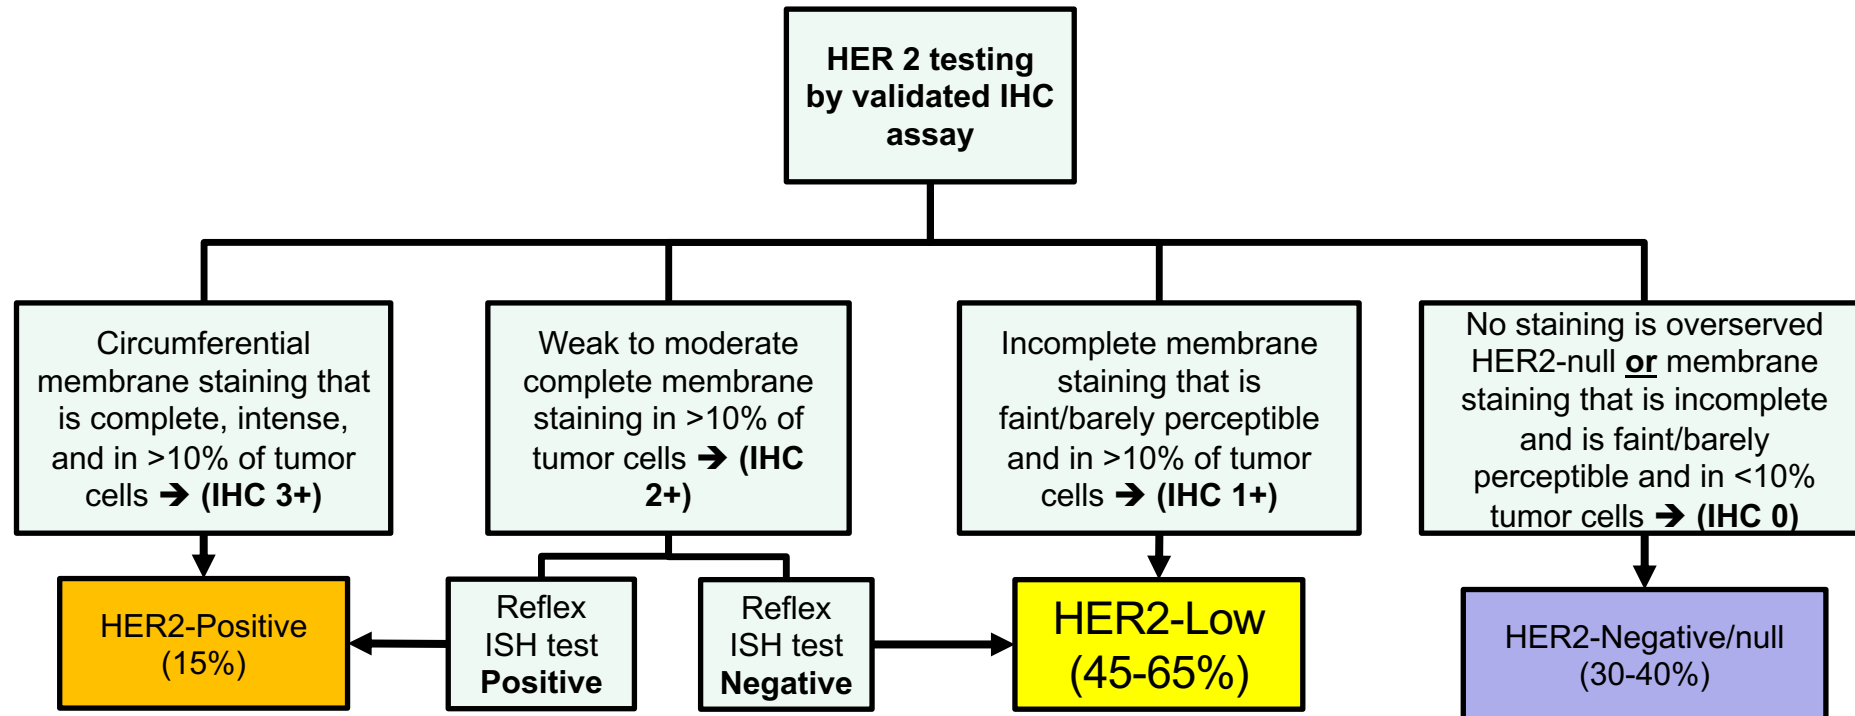 HER 2 testing
by validated IHC
assay
Circumferential
membrane staining that
is complete, intense,
and in >10% of tumor
cells ➔ (IHC 3+)
Weak to moderate
complete membrane
staining in >10% of
tumor cells ➔ (IHC
2+)
Incomplete membrane
staining that is
faint/barely perceptible
and in >10% of tumor
cells ➔ (IHC 1+)
No staining is overserved
HER2-null or membrane
staining that is incomplete
and is faint/barely
perceptible and in <10%
tumor cells ➔ (IHC 0)
HER2-Positive
(15%)
Reflex
ISH test
Positive
Reflex
ISH test
Negative
HER2-Low
(45-65%)
HER2-Negative/null
(30-40%)